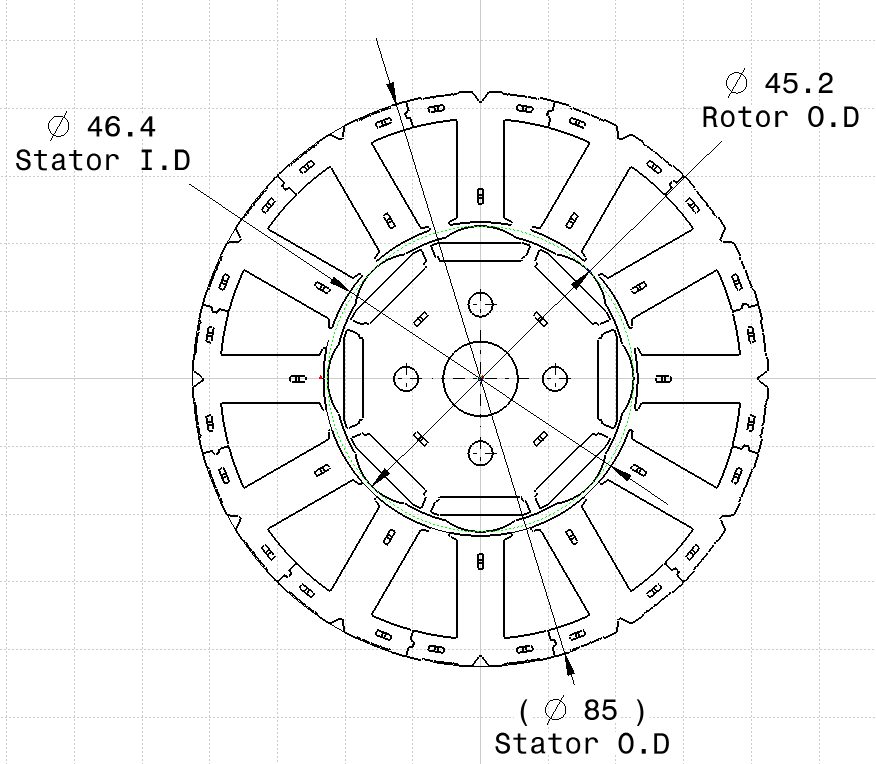 ∅ 45.2
Rotor O.D
∅ 46.4
Stator I.D
( ∅ 85 )
Stator O.D